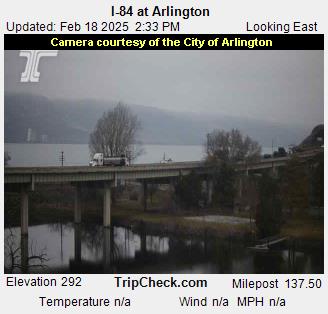 I-84 at Arlington
Updated: Feb 18 2025 2:33 PM Looking East
Camera courtesy of the City of Arlington
Elevation 292 TripCheck.com Milepost 137.50
Temperature n/a Wind n/a MPH n/a